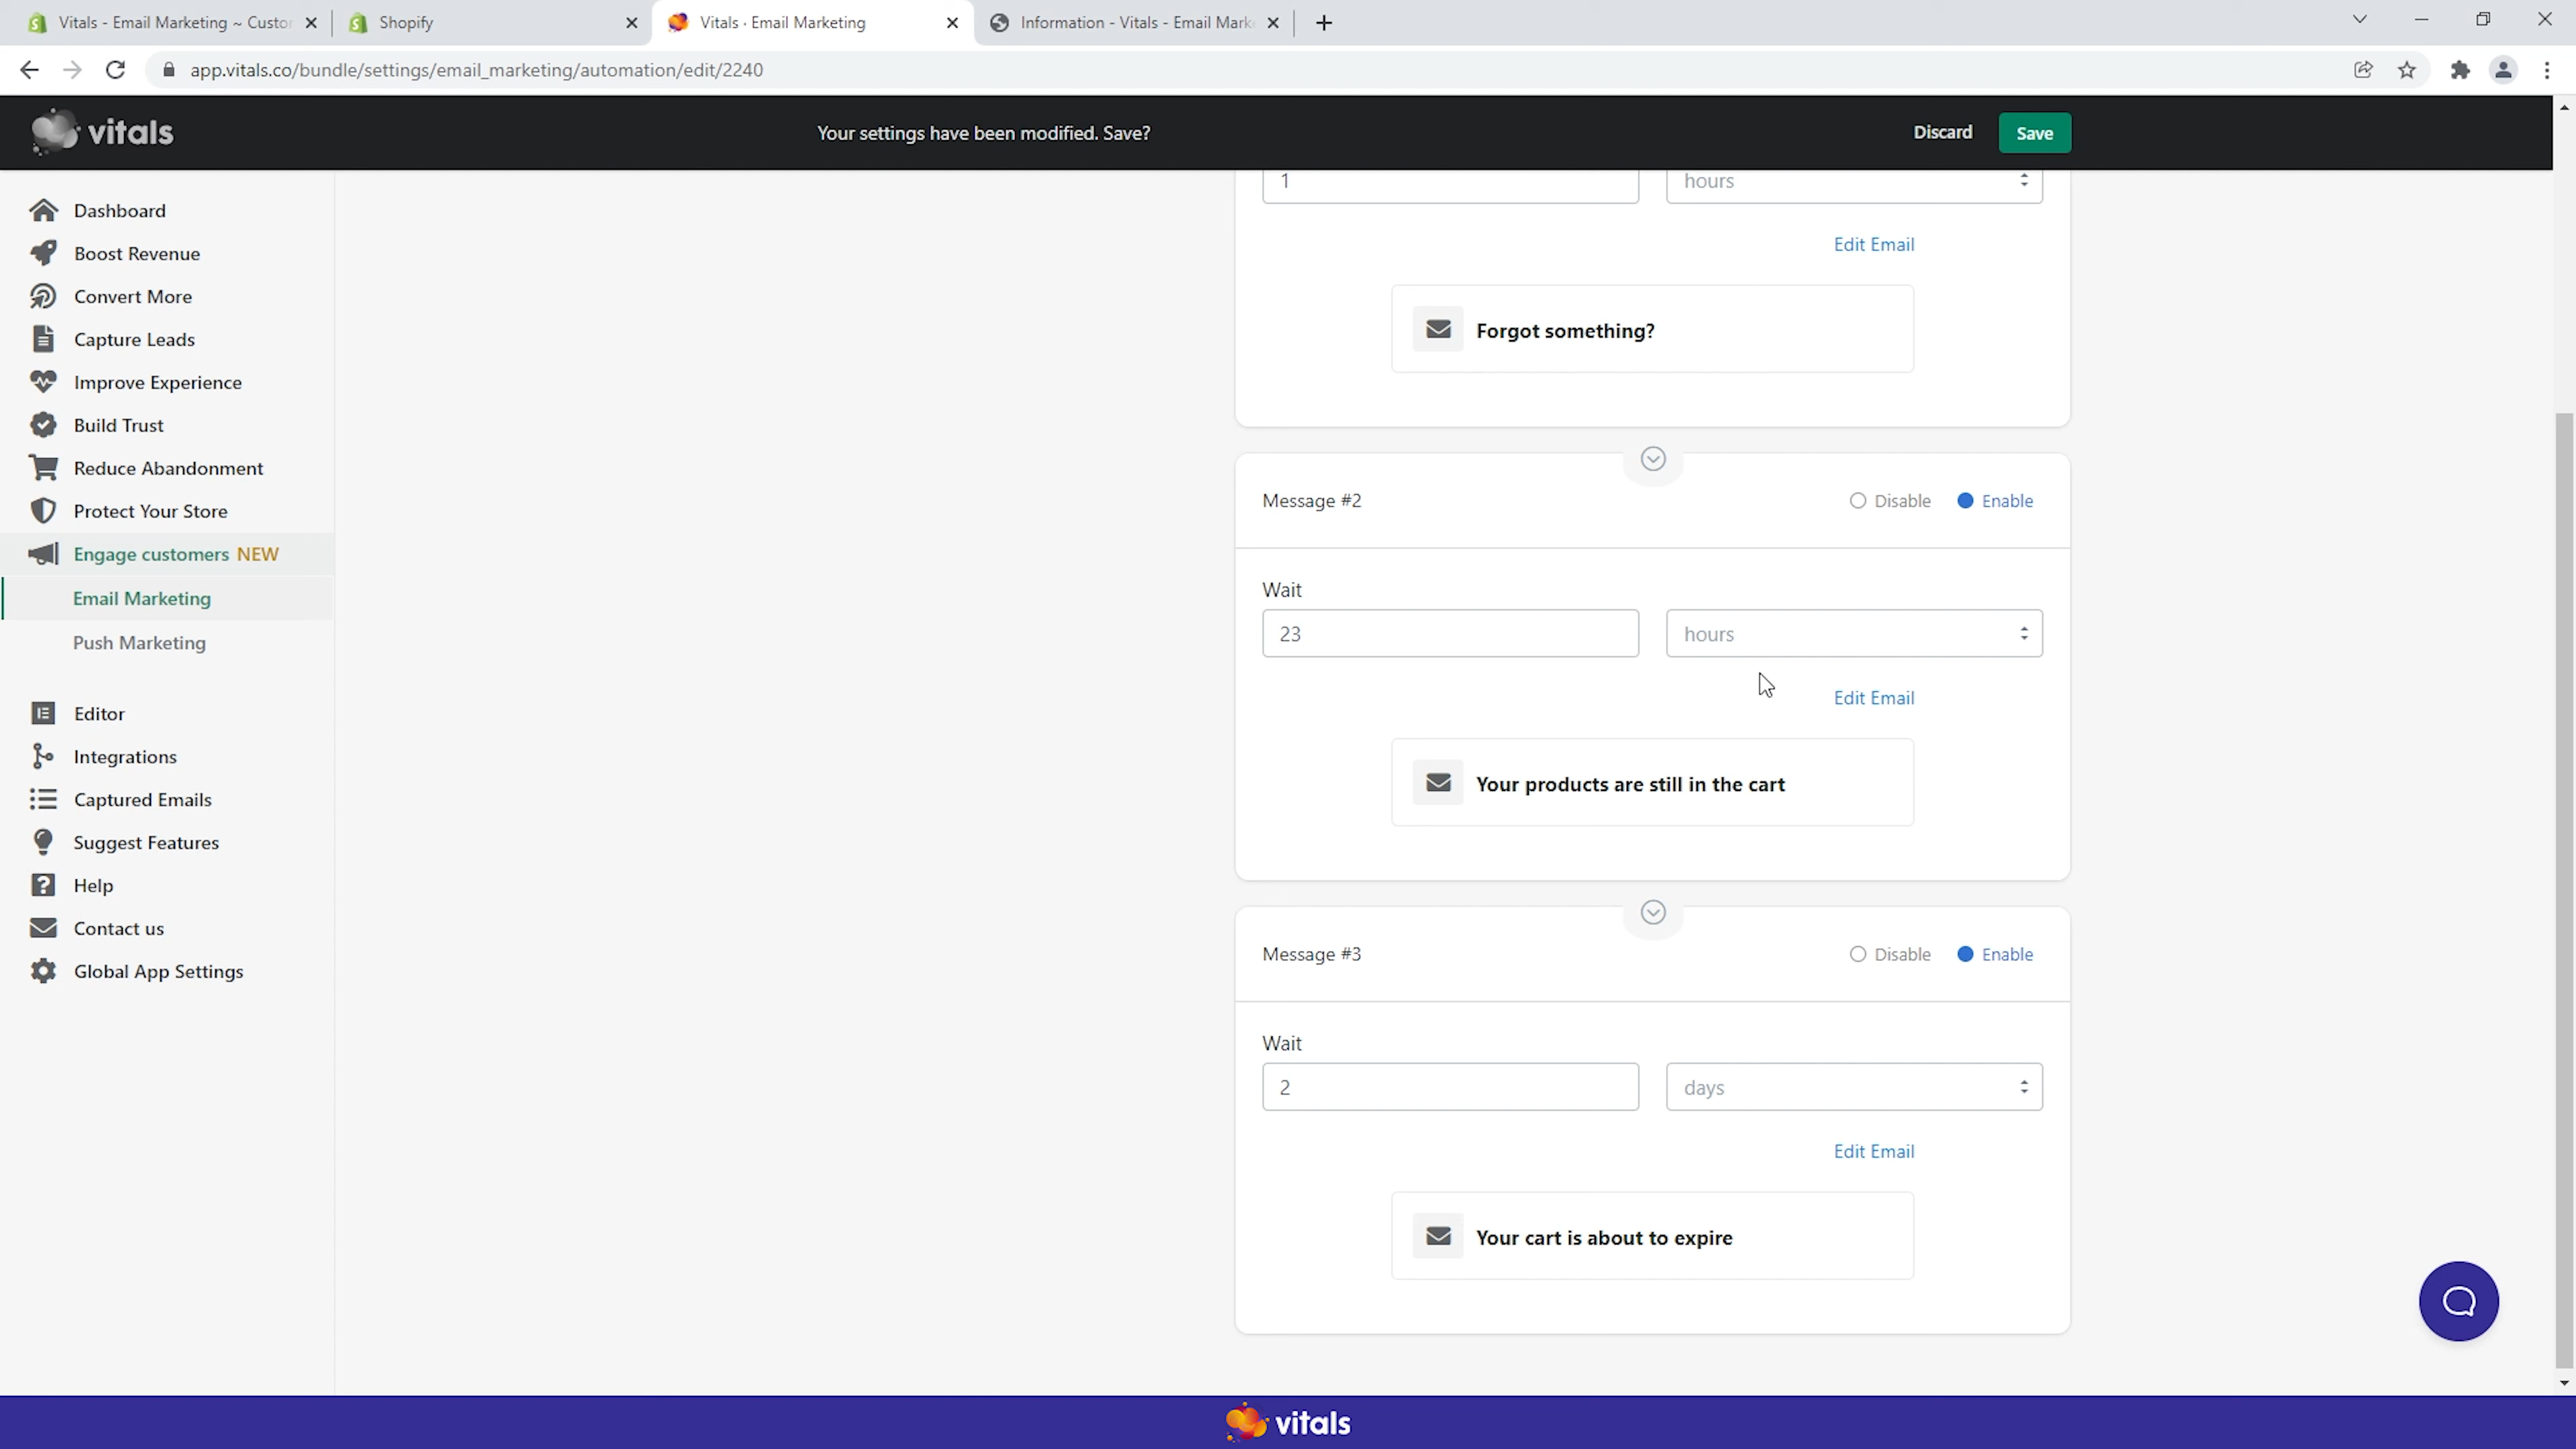 Vitals - Email Marketing ~ Custor
Shopify
Vitals · Email Marketing
Information - Vitals - Email Mark
app.vitals.co/bundle/settings/email_marketing/automation/edit/2240
vitals
Your settings have been modified. Save?
Discard
Save
Dashboard
Boost Revenue
Convert More
Capture Leads
Improve Experience
Build Trust
Reduce Abandonment
Protect Your Store
Engage customers NEW
Email Marketing
Push Marketing
Editor
Integrations
Captured Emails
Suggest Features
Help
Contact us
Global App Settings
1
hours
Edit Email
Forgot something?
Message #2
Disable
Enable
Wait
23
hours
Edit Email
Your products are still in the cart
Message #3
Disable
Enable
Wait
2
days
Edit Email
Your cart is about to expire
vitals